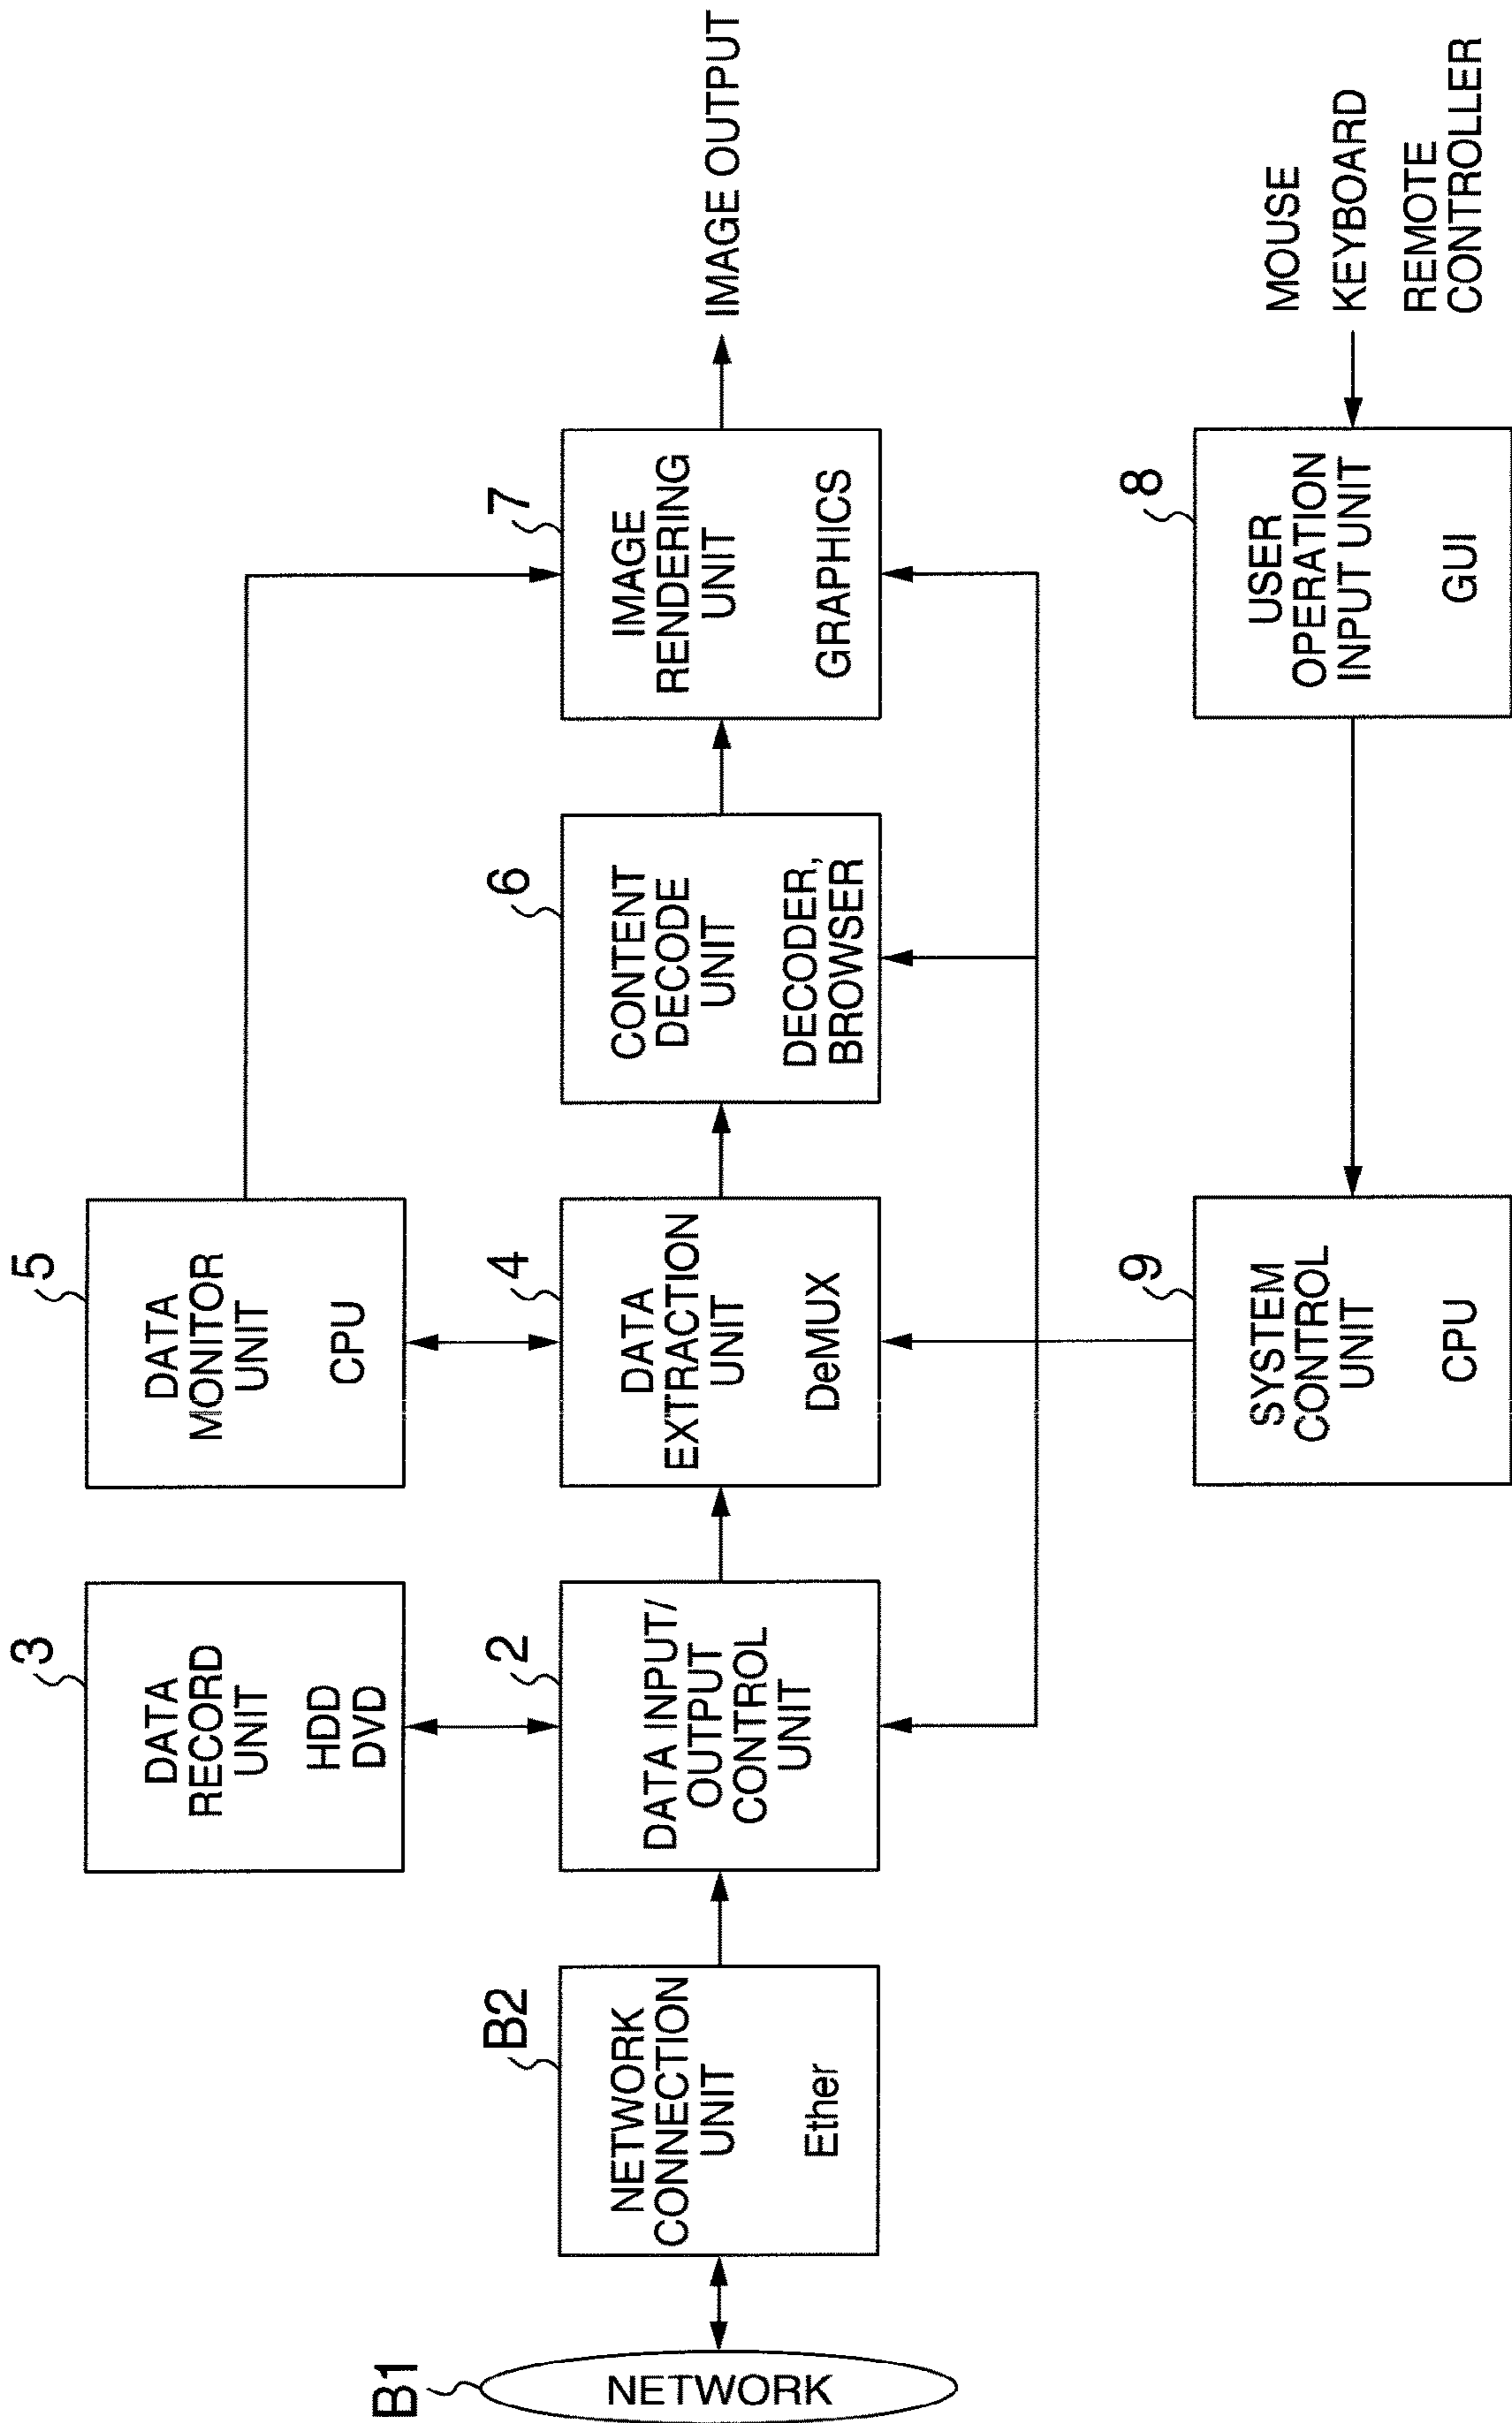 3
DATA
RECORD
UNIT
HDD
DVD
5
DATA
MONITOR
UNIT
CPU
B1
NETWORK
B2
NETWORK
CONNECTION
UNIT
Ether
2
DATA INPUT/
OUTPUT
CONTROL
UNIT
4
DATA
EXTRACTION
UNIT
DeMUX
6
CONTENT
DECODE
UNIT
DECODER,
BROWSER
7
IMAGE
RENDERING
UNIT
GRAPHICS
IMAGE OUTPUT
9
SYSTEM
CONTROL
UNIT
CPU
8
USER
OPERATION
INPUT UNIT
GUI
MOUSE
KEYBOARD
REMOTE
CONTROLLER